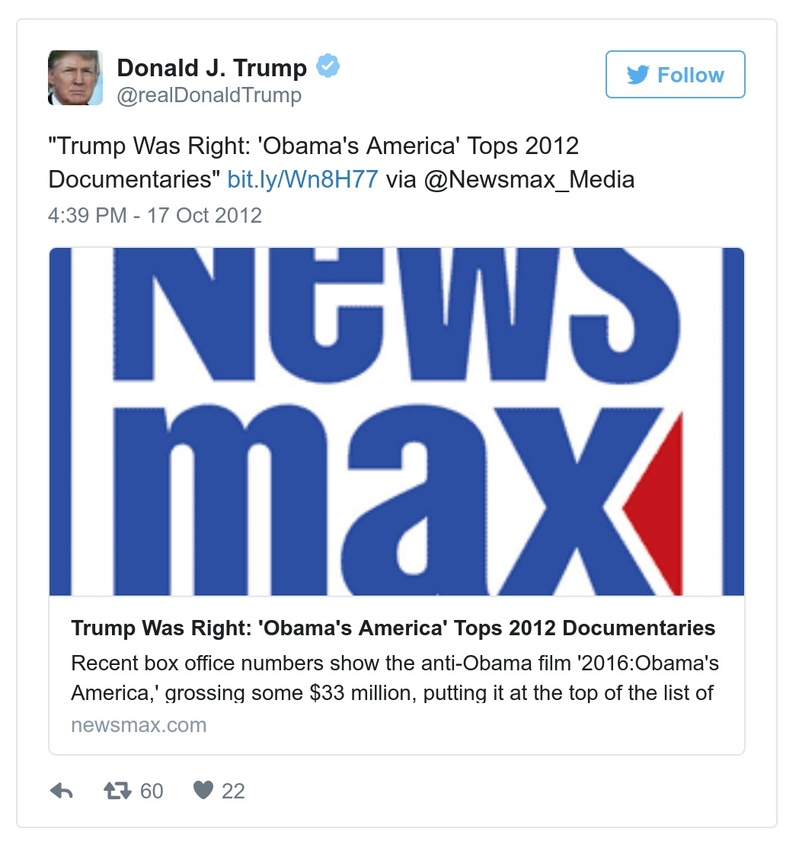 Donald J. Trump
@realDonaldTrump
Follow
"Trump Was Right: 'Obama's America' Tops 2012
Documentaries" bit.ly/Wn8H77 via @Newsmax_Media
4:39 PM - 17 Oct 2012
News
max
Trump Was Right: 'Obama's America' Tops 2012 Documentaries
Recent box office numbers show the anti-Obama film '2016:Obama's
America,' grossing some $33 million, putting it at the top of the list of
newsmax.com
60 22